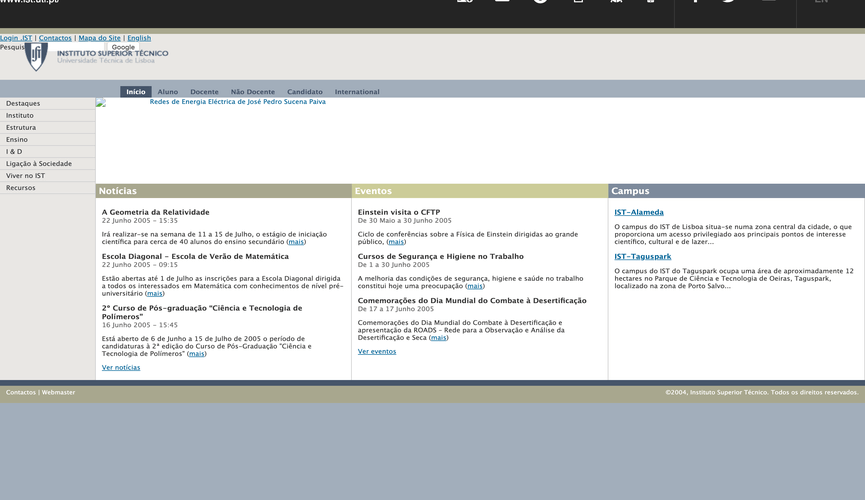 www.ist.utl.pt/
EN
Login .IST | Contactos | Mapa do Site | English
Google
INSTITUTO SUPERIOR TÉCNICO
Universidade Técnica de Lisboa
Início Aluno Docente Não Docente Candidato International
Destaques
Instituto
Estrutura
Ensino
I & D
Ligação à Sociedade
Viver no IST
Recursos
Redes de Energia Eléctrica de José Pedro Sucena Paiva
Notícias
A Geometria da Relatividade
22 Junho 2005 - 15:35
Irá realizar-se na semana de 11 a 15 de Julho, o estágio de iniciação
científica para cerca de 40 alunos do ensino secundário (mais)
Escola Diagonal - Escola de Verão de Matemática
22 Junho 2005 - 09:15
Estão abertas até 1 de Julho as inscrições para a Escola Diagonal dirigida
a todos os interessados em Matemática com conhecimentos de nível pré-
universitário (mais)
2º Curso de Pós-graduação "Ciência e Tecnologia de
Polímeros"
16 Junho 2005 - 15:45
Está aberto de 6 de Junho a 15 de Julho de 2005 o período de
candidaturas à 2ª edição do Curso de Pós-Graduação "Ciência e
Tecnologia de Polímeros" (mais)
Ver notícias
Eventos
Einstein visita o CFTP
De 30 Maio a 30 Junho 2005
Ciclo de conferências sobre a Física de Einstein dirigidas ao grande
público, (mais)
Cursos de Segurança e Higiene no Trabalho
De 1 a 30 Junho 2005
A melhoria das condições de segurança, higiene e saúde no trabalho
constitui hoje uma preocupação (mais)
Comemorações do Dia Mundial do Combate à Desertificação
De 17 a 17 Junho 2005
Comemorações do Dia Mundial do Combate à Desertificação e
apresentação da ROADS - Rede para a Observação e Análise da
Desertificação e Seca (mais)
Ver eventos
Campus
IST-Alameda
O campus do IST de Lisboa situa-se numa zona central da cidade, o que
proporciona um acesso privilegiado aos principais pontos de interesse
científico, cultural e de lazer...
IST-Taguspark
O campus do IST do Taguspark ocupa uma área de aproximadamente 12
hectares no Parque de Ciência e Tecnologia de Oeiras, Taguspark,
localizado na zona de Porto Salvo...
Contactos | Webmaster
©2004, Instituto Superior Técnico. Todos os direitos reservados.